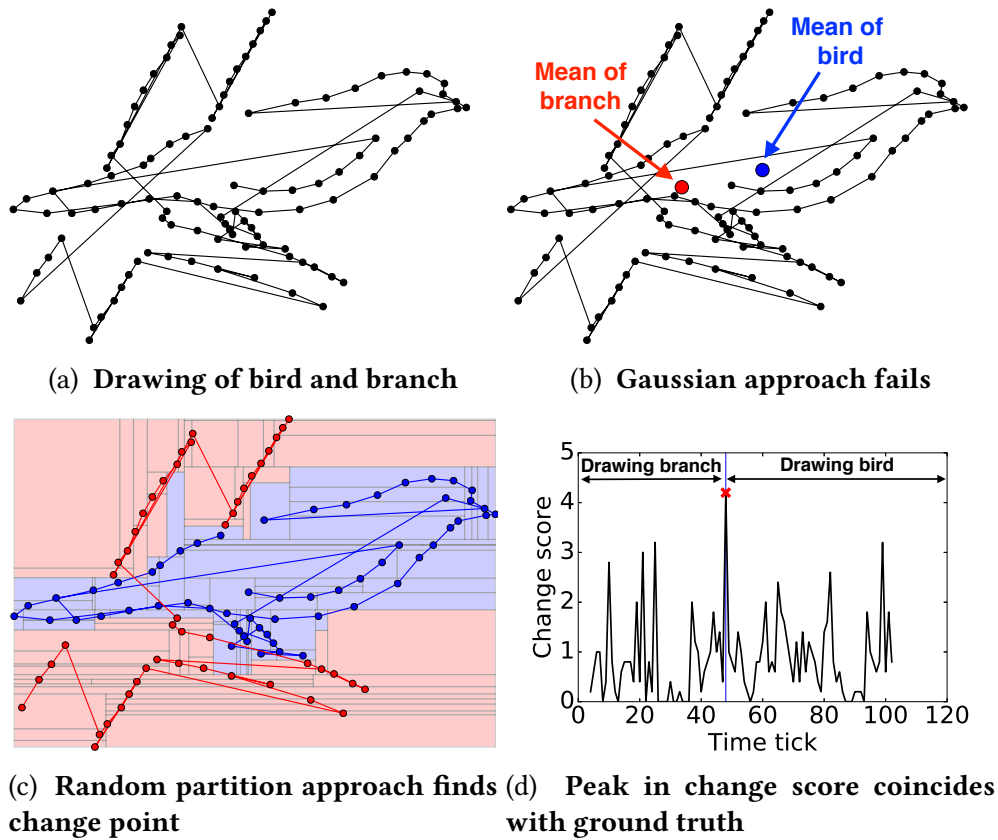 Mean of
branch
Mean of
bird
(a) Drawing of bird and branch
(b) Gaussian approach fails
5
4
3
2
1
0
Change score
Drawing branch
Drawing bird
0 20 40 60 80 100 120
Time tick
(c) Random partition approach finds
change point
(d) Peak in change score coincides
with ground truth